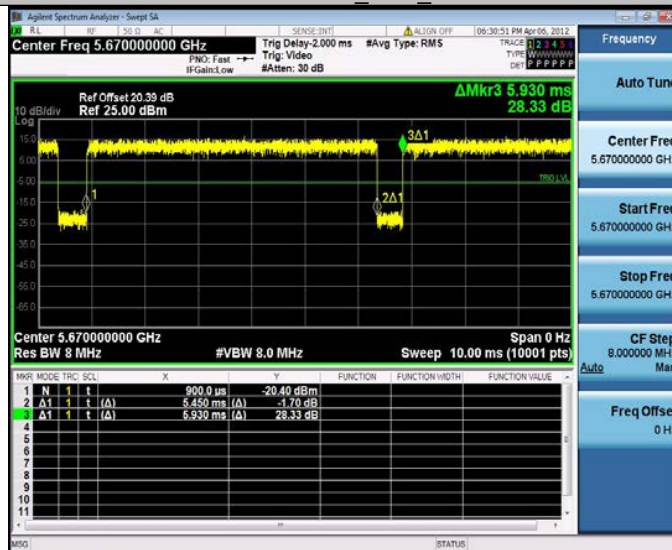 Agilent Spectrum Analyzer - Swept SA
RL RF 50 Ω AC SENSE:INT ALIGN OFF 06:30:51 PM Apr 06, 2012
Center Freq 5.670000000 GHz
PNO: Fast
IFGain:Low
Trig Delay-2.000 ms
Trig: Video
#Atten: 30 dB
#Avg Type: RMS
TRACE 1 2 3 4 5 6
TYPE W
DET P P P P P P
ΔMkr3 5.930 ms
28.33 dB
Ref Offset 20.39 dB
10 dB/div Ref 25.00 dBm
Log
15.0
5.00
-5.00
-15.0
-25.0
-35.0
-45.0
-55.0
-65.0
1
2Δ1
3Δ1
TRIG LVL
Center 5.670000000 GHz Span 0 Hz
Res BW 8 MHz #VBW 8.0 MHz Sweep 10.00 ms (10001 pts)
MKR MODE TRC SCL X Y FUNCTION FUNCTION WIDTH FUNCTION VALUE
1 N 1 t 900.0 µs -20.40 dBm
2 Δ1 1 t (Δ) 5.450 ms (Δ) -1.70 dB
3 Δ1 1 t (Δ) 5.930 ms (Δ) 28.33 dB
4
5
6
7
8
9
10
11
MSG STATUS
Frequency
Auto Tune
Center Freq
5.670000000 GHz
Start Freq
5.670000000 GHz
Stop Freq
5.670000000 GHz
CF Step
8.000000 MHz
Auto Man
Freq Offset
0 Hz